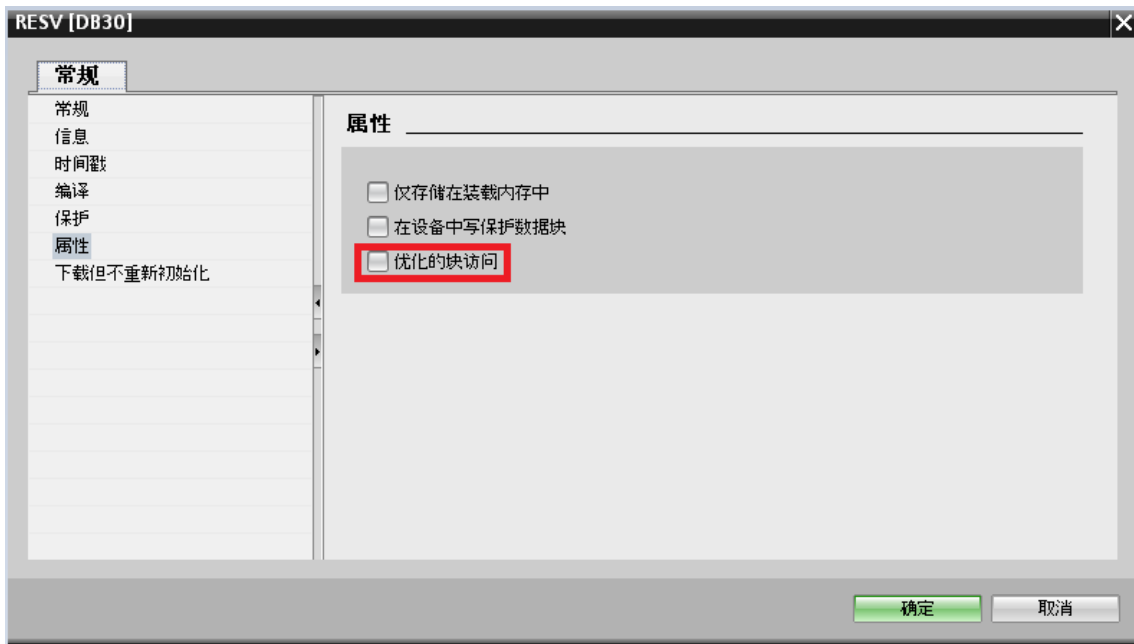 RESV [DB30]
常规
常规
信息
时间戳
编译
保护
属性
下载但不重新初始化
属性
仅存储在装载内存中
在设备中写保护数据块
优化的块访问
确定
取消